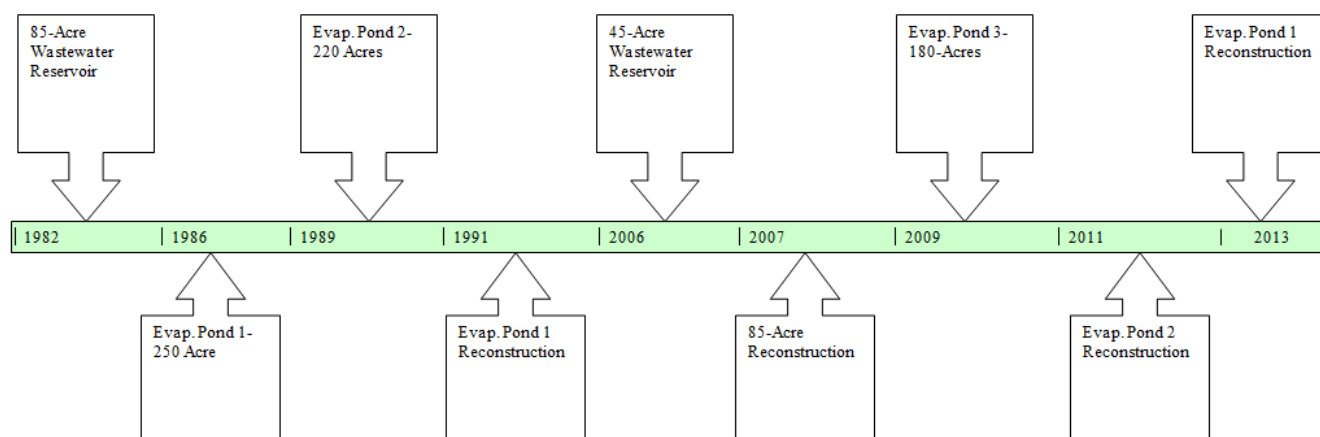 85-Acre
Wastewater
Reservoir
Evap. Pond 2-
220 Acres
45-Acre
Wastewater
Reservoir
Evap. Pond 3-
180-Acres
Evap. Pond 1
Reconstruction
| 1982 | 1986 | 1989 | 1991 | 2006 | 2007 | 2009 | 2011 | 2013
Evap. Pond 1-
250 Acre
Evap. Pond 1
Reconstruction
85-Acre
Reconstruction
Evap. Pond 2
Reconstruction